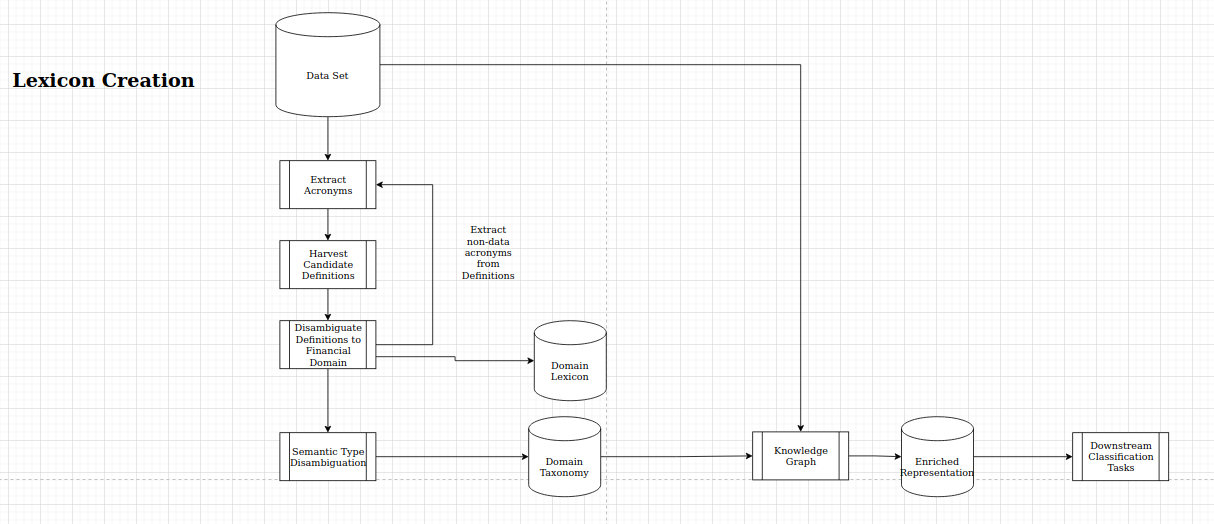 Lexicon Creation
Data Set
Extract
Acronyms
Extract
non-data
acronyms
from
Definitions
Harvest
Candidate
Definitions
Disambiguate
Definitions to
Financial
Domain
Domain
Lexicon
Semantic Type
Disambiguation
Domain
Taxonomy
Knowledge
Graph
Enriched
Representation
Downstream
Classification
Tasks